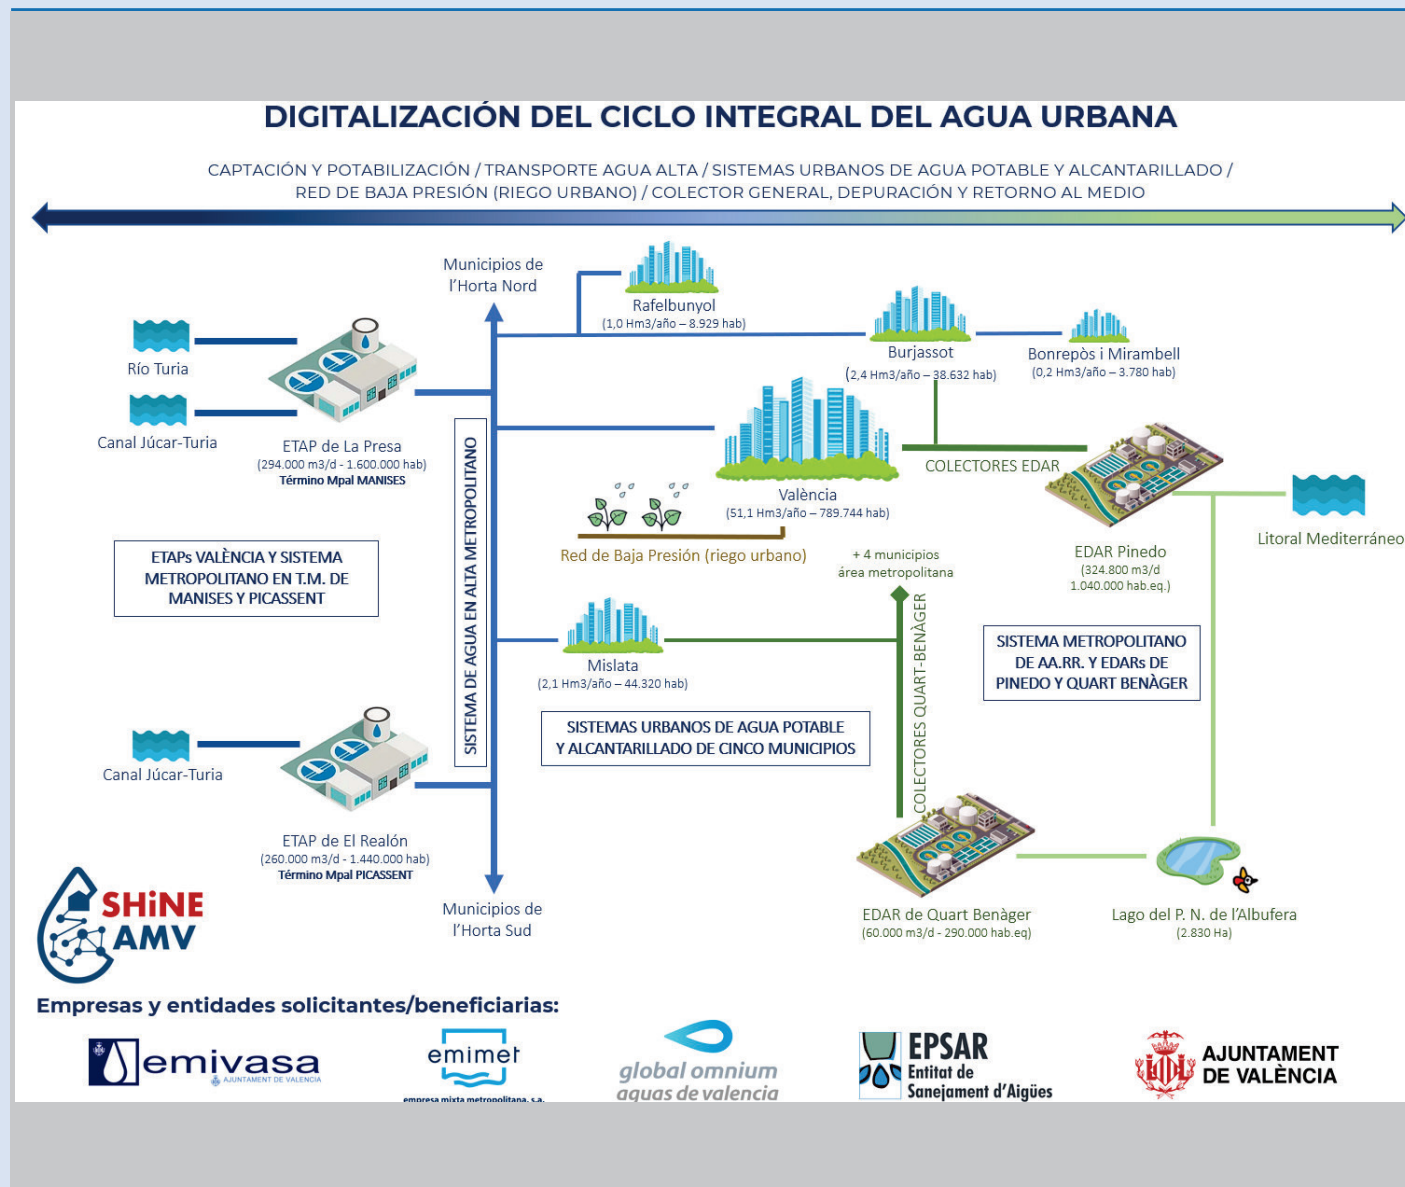 DIGITALIZACIÓN DEL CICLO INTEGRAL DEL AGUA URBANA
CAPTACIÓN Y POTABILIZACIÓN / TRANSPORTE AGUA ALTA / SISTEMAS URBANOS DE AGUA POTABLE Y ALCANTARILLADO /
RED DE BAJA PRESIÓN (RIEGO URBANO) / COLECTOR GENERAL, DEPURACIÓN Y RETORNO AL MEDIO
Municipios de
l'Horta Nord
Rafelbunyol
(1,0 Hm3/año – 8.929 hab)
Burjassot
(2,4 Hm3/año – 38.632 hab)
Bonrepòs i Mirambell
(0,2 Hm3/año – 3.780 hab)
Río Turia
Canal Júcar-Turia
ETAP de La Presa
(294.000 m3/d - 1.600.000 hab)
Término Mpal MANISES
SISTEMA DE AGUA EN ALTA METROPOLITANO
València
(51,1 Hm3/año – 789.744 hab)
COLECTORES EDAR
Red de Baja Presión (riego urbano)
EDAR Pinedo
(324.800 m3/d
1.040.000 hab.eq.)
Litoral Mediterráneo
ETAPs VALÈNCIA Y SISTEMA
METROPOLITANO EN T.M. DE
MANISES Y PICASSENT
+ 4 municipios
área metropolitana
COLECTORES QUART-BENÀGER
Mislata
(2,1 Hm3/año – 44.320 hab)
SISTEMA METROPOLITANO
DE AA.RR. Y EDARs DE
PINEDO Y QUART BENÀGER
SISTEMAS URBANOS DE AGUA POTABLE
Y ALCANTARILLADO DE CINCO MUNICIPIOS
Canal Júcar-Turia
ETAP de El Realón
(260.000 m3/d - 1.440.000 hab)
Término Mpal PICASSENT
Municipios de
l'Horta Sud
EDAR de Quart Benàger
(60.000 m3/d - 290.000 hab.eq)
Lago del P. N. de l'Albufera
(2.830 Ha)
SHiNE
AMV
Empresas y entidades solicitantes/beneficiarias:
emivasa
AJUNTAMENT DE VALENCIA
emimet
empresa mixta metropolitana, s.a.
global omnium
aguas de valencia
EPSAR
Entitat de
Sanejament d'Aigües
AJUNTAMENT
DE VALÈNCIA